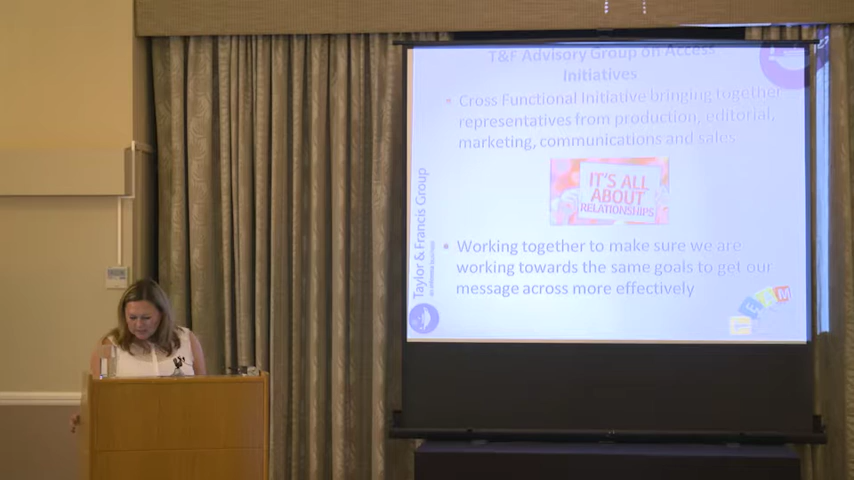 T&F Advisory Group on Access
Initiatives
• Cross Functional Initiative bringing together
representatives from production, editorial,
marketing, communications and sales
IT'S ALL
ABOUT
RELATIONSHIPS
• Working together to make sure we are
working towards the same goals to get our
message across more effectively
Taylor & Francis Group